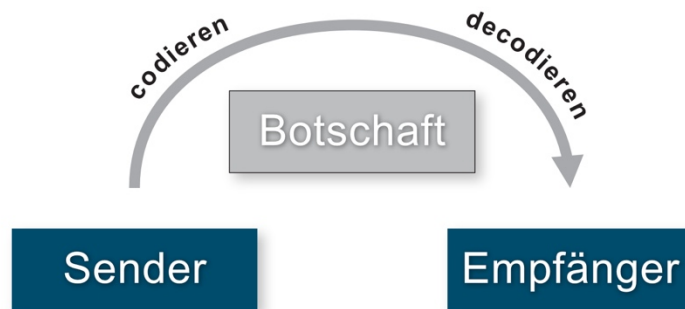 codieren
decodieren
Botschaft
Sender
Empfänger